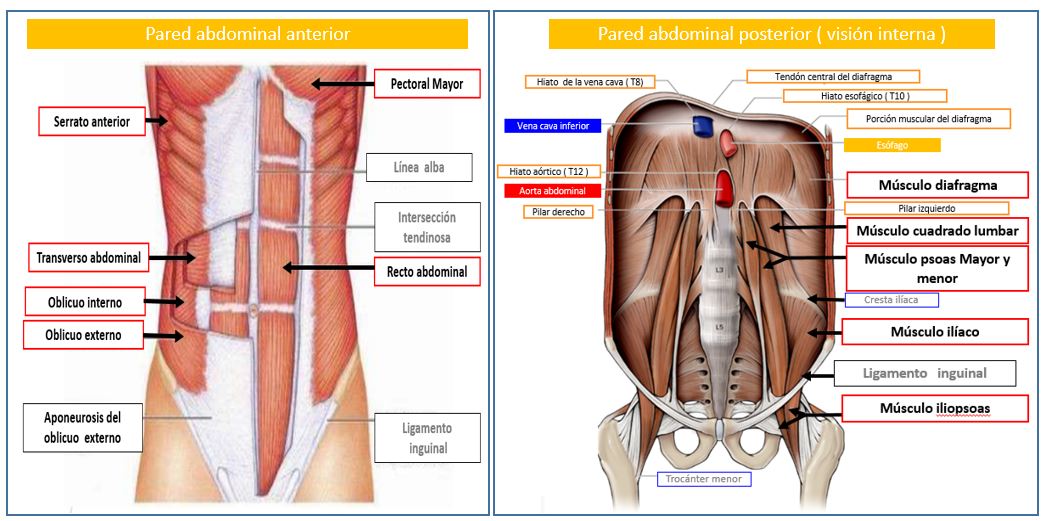 Pared abdominal anterior
Pectoral Mayor
Serrato anterior
Línea alba
Intersección
tendinosa
Transverso abdominal
Recto abdominal
Oblicuo interno
Oblicuo externo
Aponeurosis del
oblicuo externo
Ligamento
inguinal
Pared abdominal posterior ( visión interna )
Hiato de la vena cava ( T8)
Tendón central del diafragma
Hiato esofágico ( T10 )
Vena cava inferior
Porción muscular del diafragma
Esófago
Hiato aórtico ( T12 )
Músculo diafragma
Aorta abdominal
Pilar derecho
Pilar izquierdo
Músculo cuadrado lumbar
Músculo psoas Mayor y
menor
L3
Cresta ilíaca
L5
Músculo ilíaco
Ligamento inguinal
Músculo iliopsoas
Trocánter menor